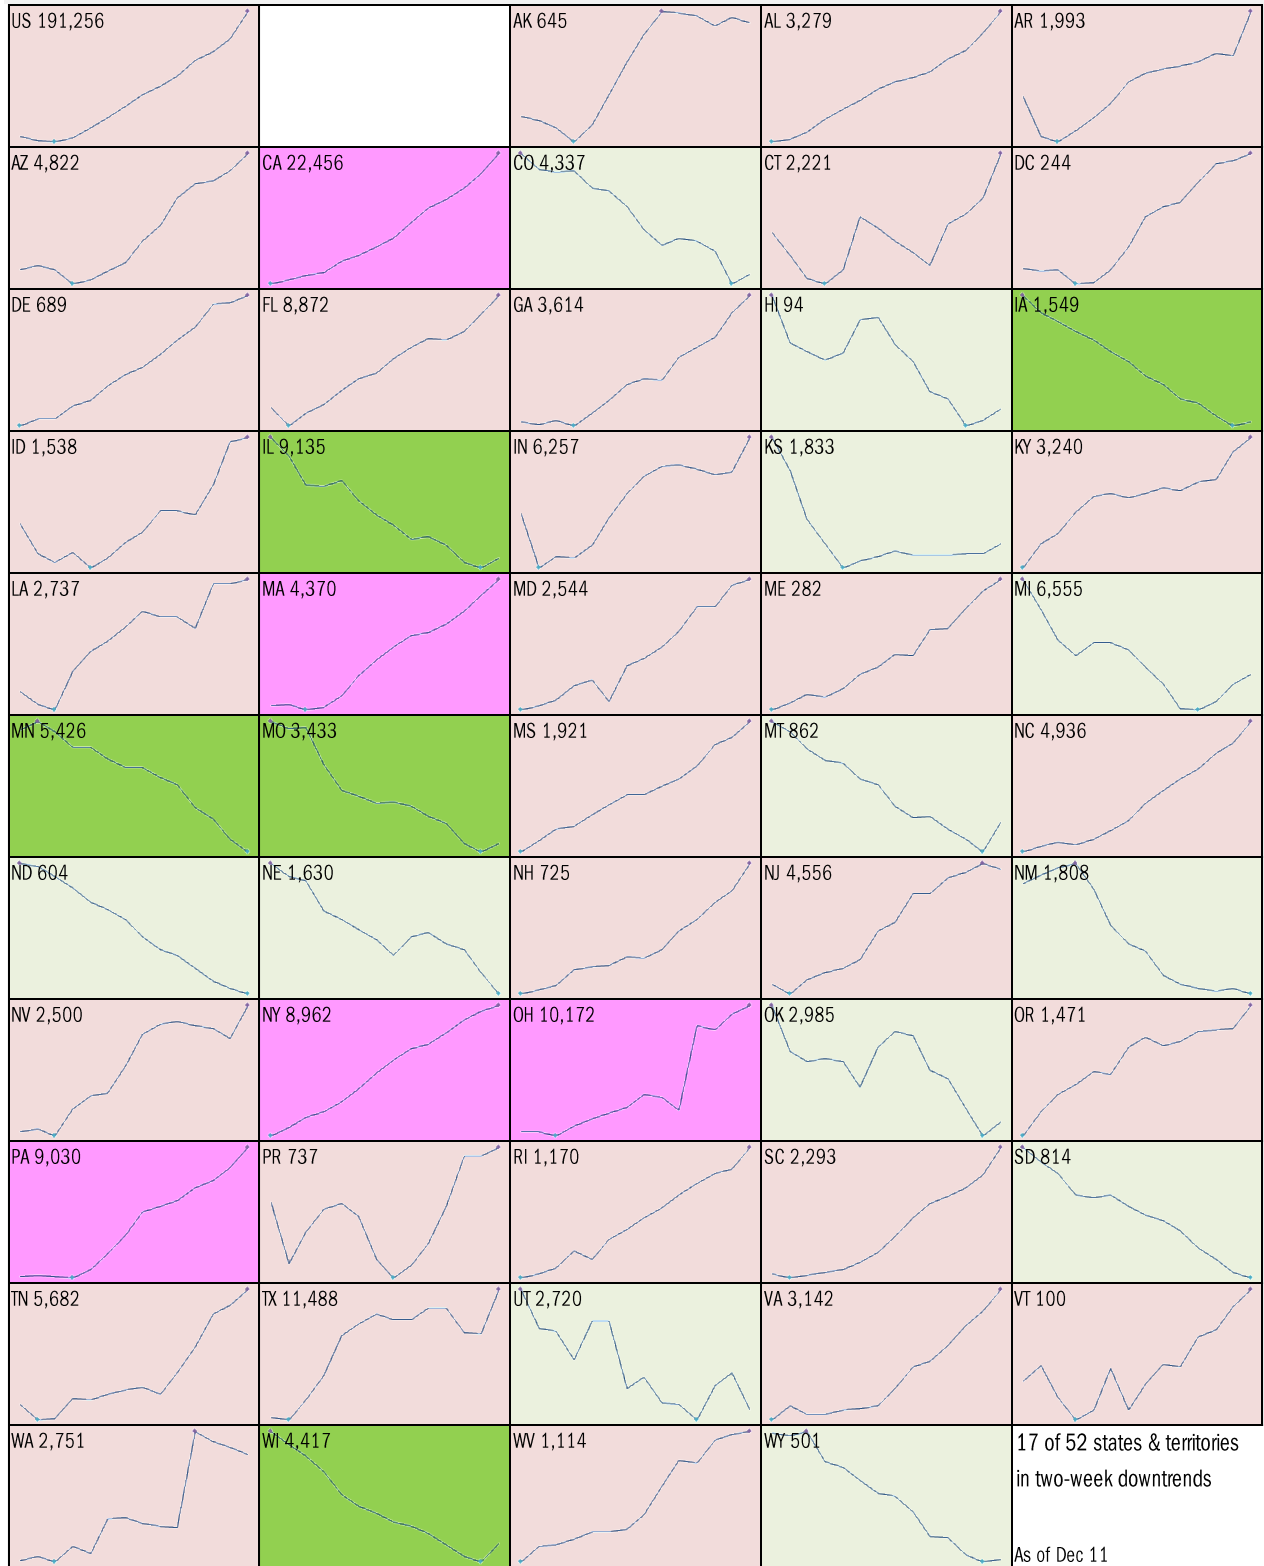 US 191,256
AK 645
AL 3,279
AR 1,993
AZ 4,822
CA 22,456
CO 4,337
CT 2,221
DC 244
DE 689
FL 8,872
GA 3,614
HI 94
IA 1,549
ID 1,538
IL 9,135
IN 6,257
KS 1,833
KY 3,240
LA 2,737
MA 4,370
MD 2,544
ME 282
MI 6,555
MN 5,426
MO 3,433
MS 1,921
MT 862
NC 4,936
ND 604
NE 1,630
NH 725
NJ 4,556
NM 1,808
NV 2,500
NY 8,962
OH 10,172
OK 2,985
OR 1,471
PA 9,030
PR 737
RI 1,170
SC 2,293
SD 814
TN 5,682
TX 11,488
UT 2,720
VA 3,142
VT 100
WA 2,751
WI 4,417
WV 1,114
WY 501
17 of 52 states & territories
in two-week downtrends
As of Dec 11